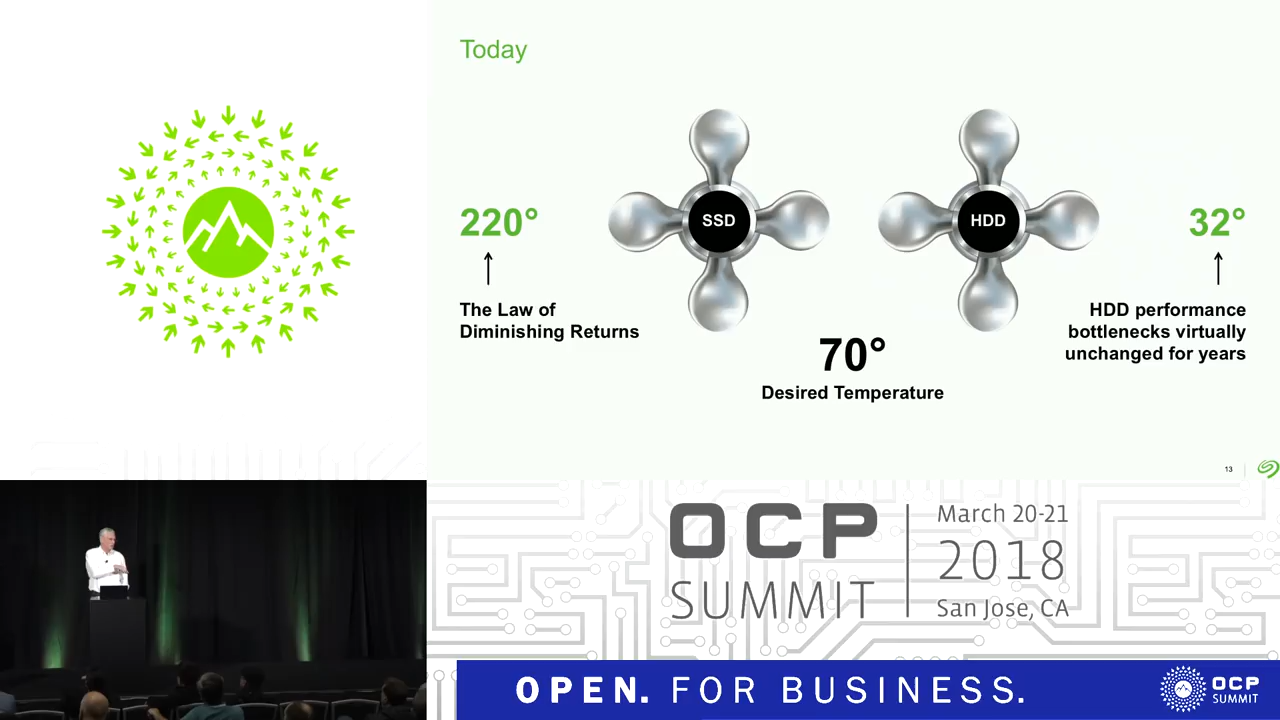 Today
SSD
HDD
220°
32°
The Law of
Diminishing Returns
HDD performance
bottlenecks virtually
unchanged for years
70°
Desired Temperature
13
OCP
SUMMIT
March 20-21
2018
San Jose, CA
OPEN. FOR BUSINESS.
OCP
SUMMIT